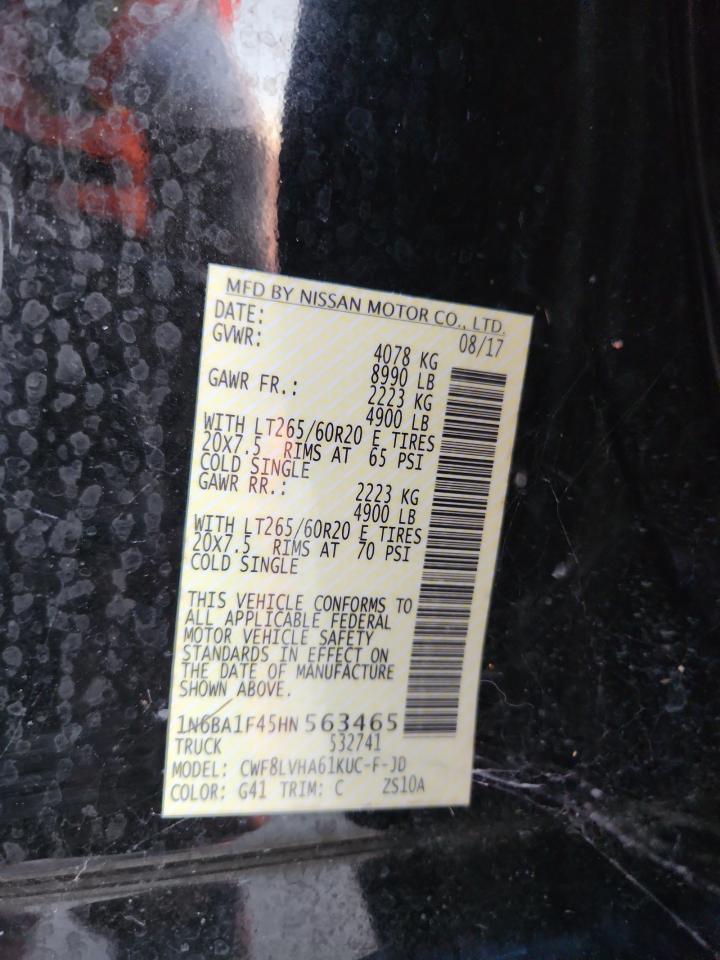 MFD BY NISSAN MOTOR CO., LTD.
DATE: 08/17
GVWR: 4078 KG
8990 LB
GAWR FR.: 2223 KG
4900 LB
WITH LT265/60R20 E TIRES
20X7.5 RIMS AT 65 PSI
COLD SINGLE
GAWR RR.: 2223 KG
4900 LB
WITH LT265/60R20 E TIRES
20X7.5 RIMS AT 70 PSI
COLD SINGLE
THIS VEHICLE CONFORMS TO
ALL APPLICABLE FEDERAL
MOTOR VEHICLE SAFETY
STANDARDS IN EFFECT ON
THE DATE OF MANUFACTURE
SHOWN ABOVE.
1N6BA1F45HN563465
TRUCK 532741
MODEL: CWF8LVHA61KUC-F-JD
COLOR: G41 TRIM: C ZS10A